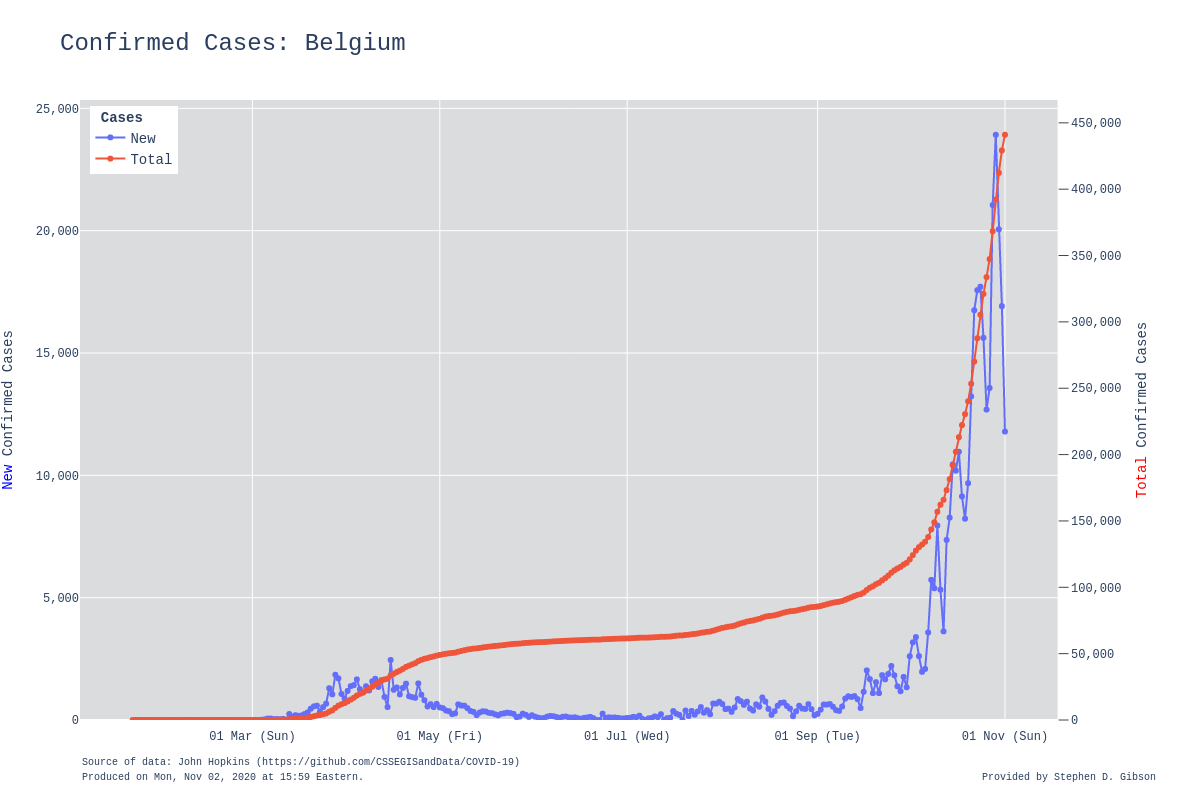 Confirmed Cases: Belgium
Cases
New
Total
25,000
20,000
15,000
10,000
5,000
0
450,000
400,000
350,000
300,000
250,000
200,000
150,000
100,000
50,000
0
New Confirmed Cases
Total Confirmed Cases
01 Mar (Sun)
01 May (Fri)
01 Jul (Wed)
01 Sep (Tue)
01 Nov (Sun)
Source of data: John Hopkins (https://github.com/CSSEGISandData/COVID-19)
Produced on Mon, Nov 02, 2020 at 15:59 Eastern.
Provided by Stephen D. Gibson